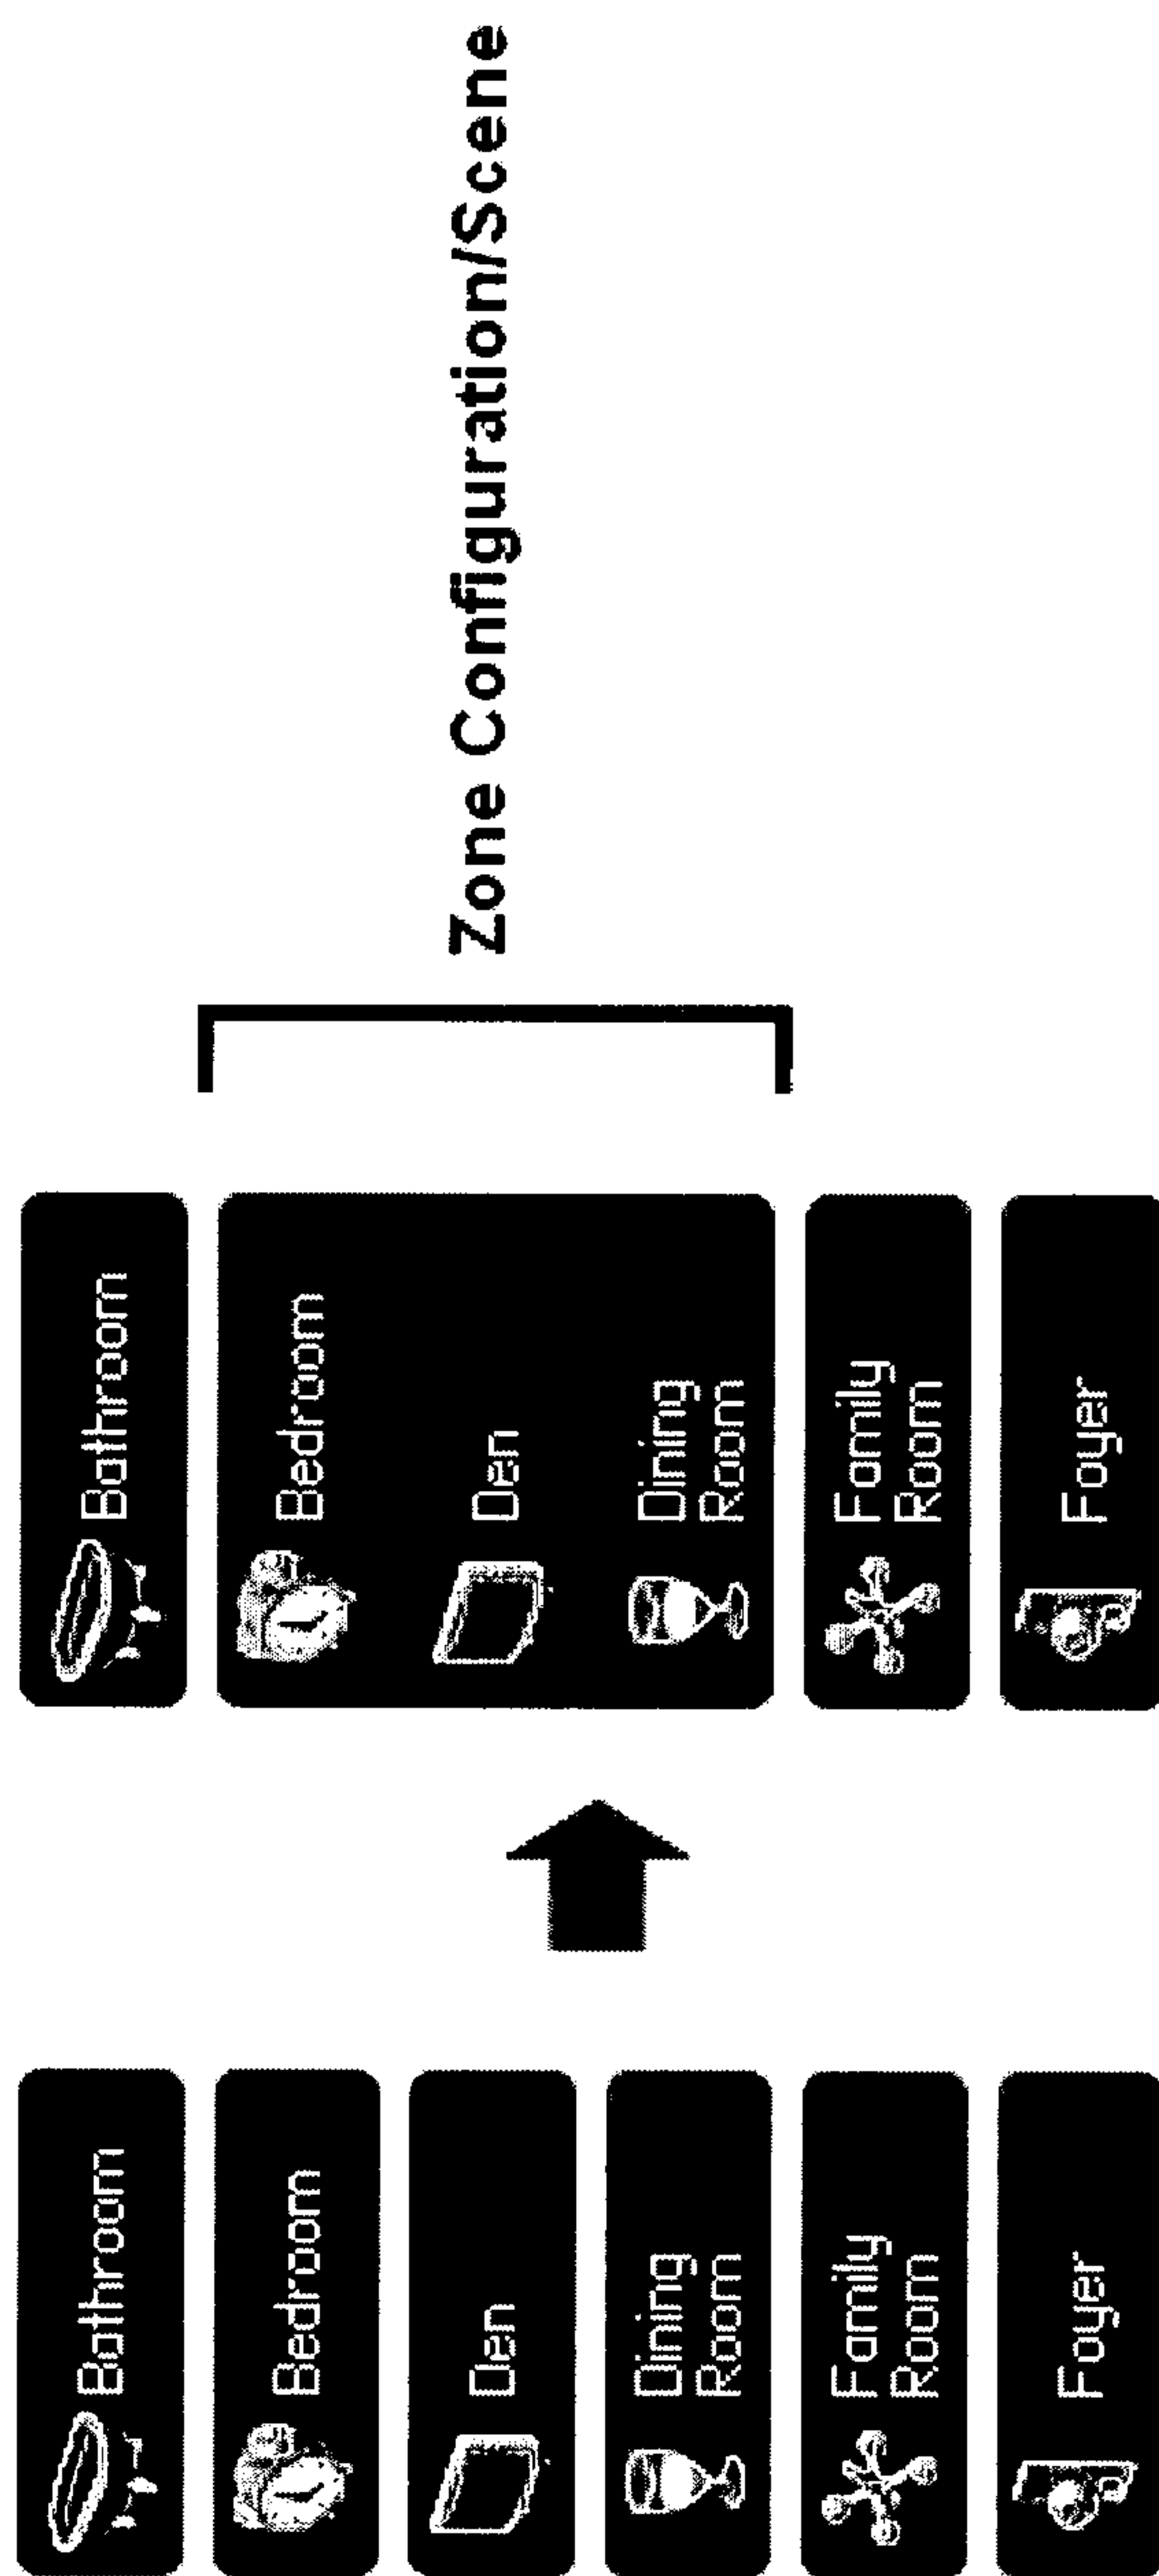 Bathroom
Bedroom
Den
Dining
Room
Family
Room
Foyer
Bathroom
Bedroom
Den
Dining
Room
Family
Room
Foyer
Zone Configuration/Scene